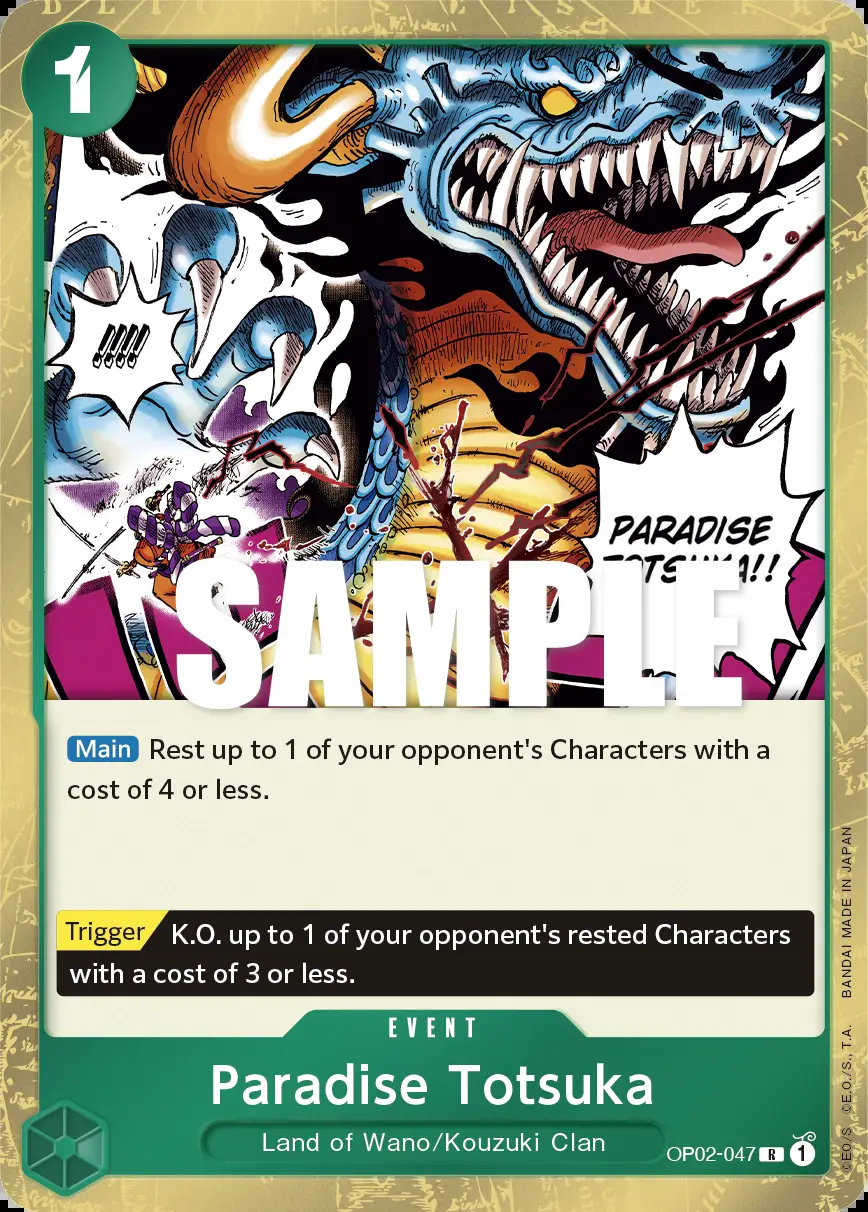 1
!!!!
PARADISE
SAMPLE
Main Rest up to 1 of your opponent's Characters with a
cost of 4 or less.
Trigger K.O. up to 1 of your opponent's rested Characters
with a cost of 3 or less.
EVENT
Paradise Totsuka
Land of Wano/Kouzuki Clan
OP02-047 R 1
©EO/S ©E.O./S., T.A. BANDAI MADE IN JAPAN